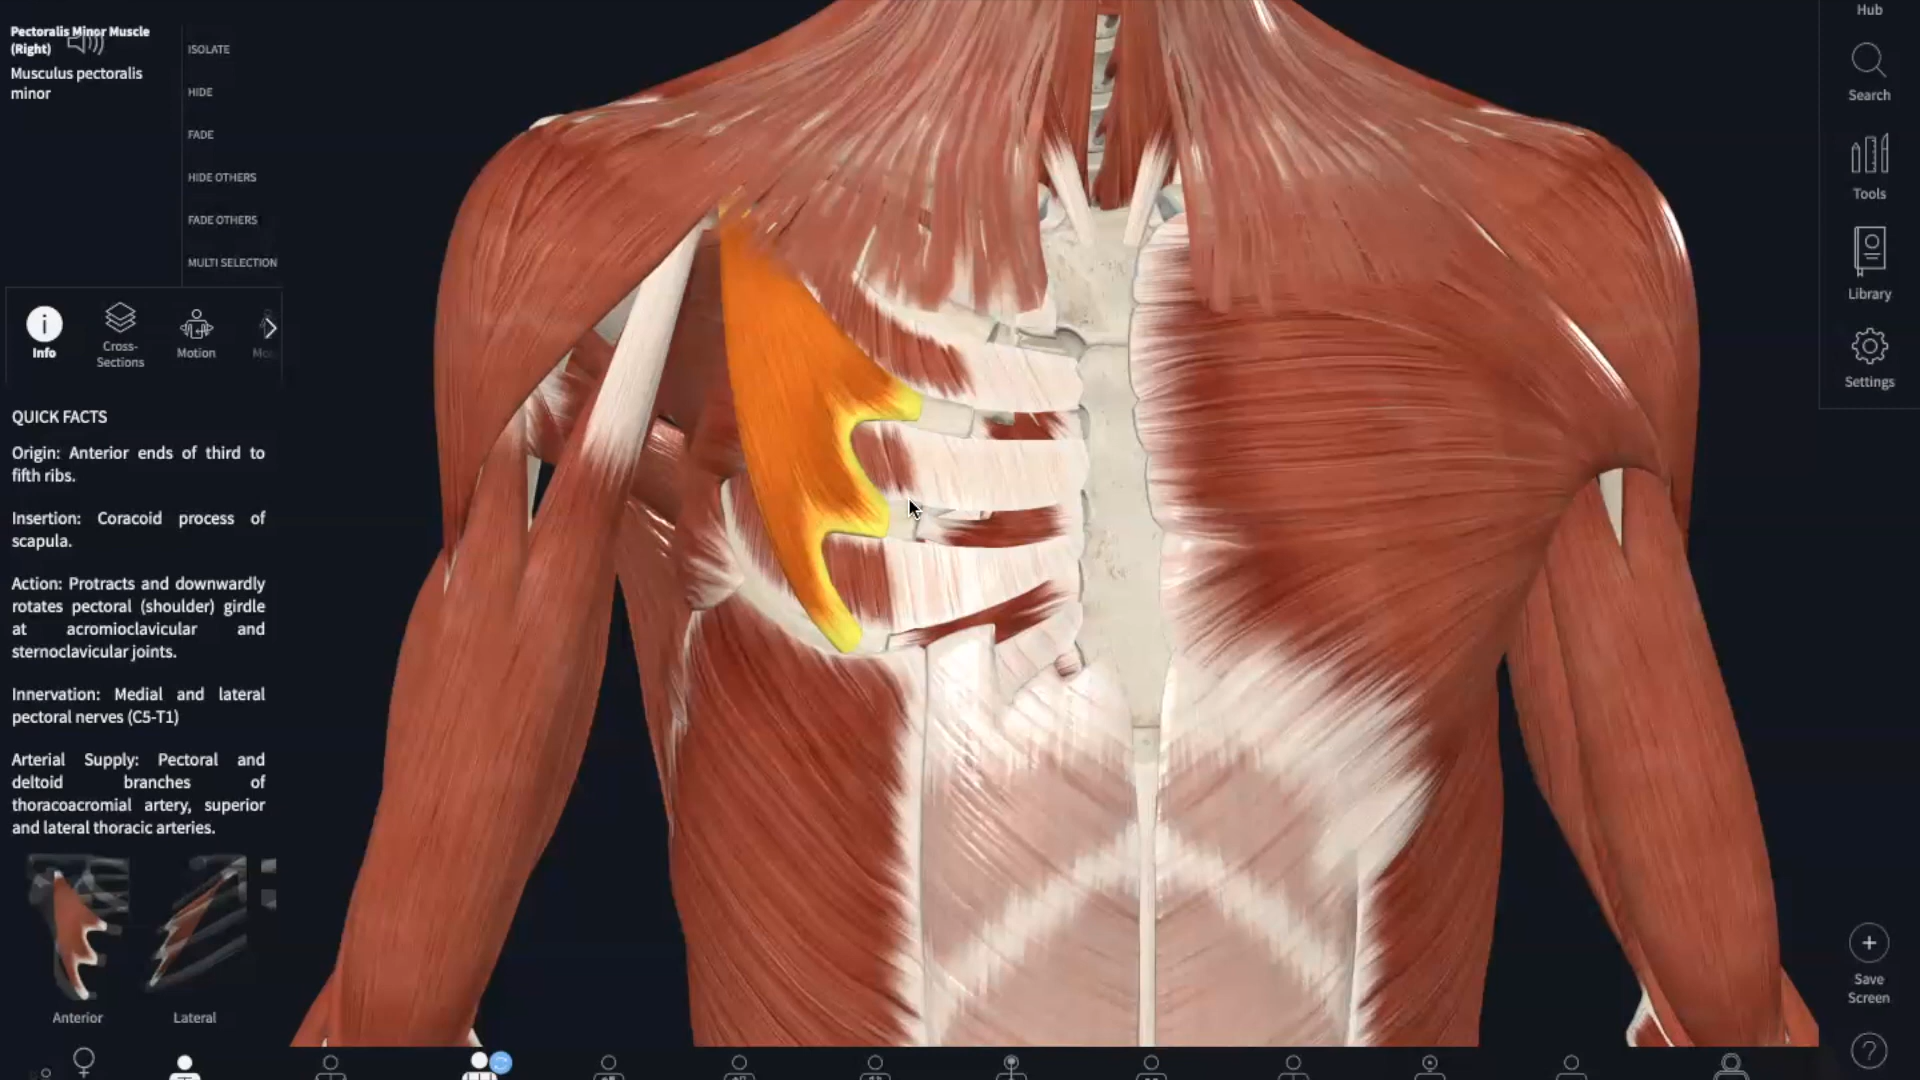 Pectoralis Minor Muscle
(Right)
Musculus pectoralis
minor
ISOLATE
HIDE
FADE
HIDE OTHERS
FADE OTHERS
MULTI SELECTION
Info
Cross-
Sections
Motion
QUICK FACTS
Origin: Anterior ends of third to
fifth ribs.
Insertion: Coracoid process of
scapula.
Action: Protracts and downwardly
rotates pectoral (shoulder) girdle
at acromioclavicular and
sternoclavicular joints.
Innervation: Medial and lateral
pectoral nerves (C5-T1)
Arterial Supply: Pectoral and
deltoid branches of
thoracoacromial artery, superior
and lateral thoracic arteries.
Anterior
Lateral
Hub
Search
Tools
Library
Settings
Save
Screen